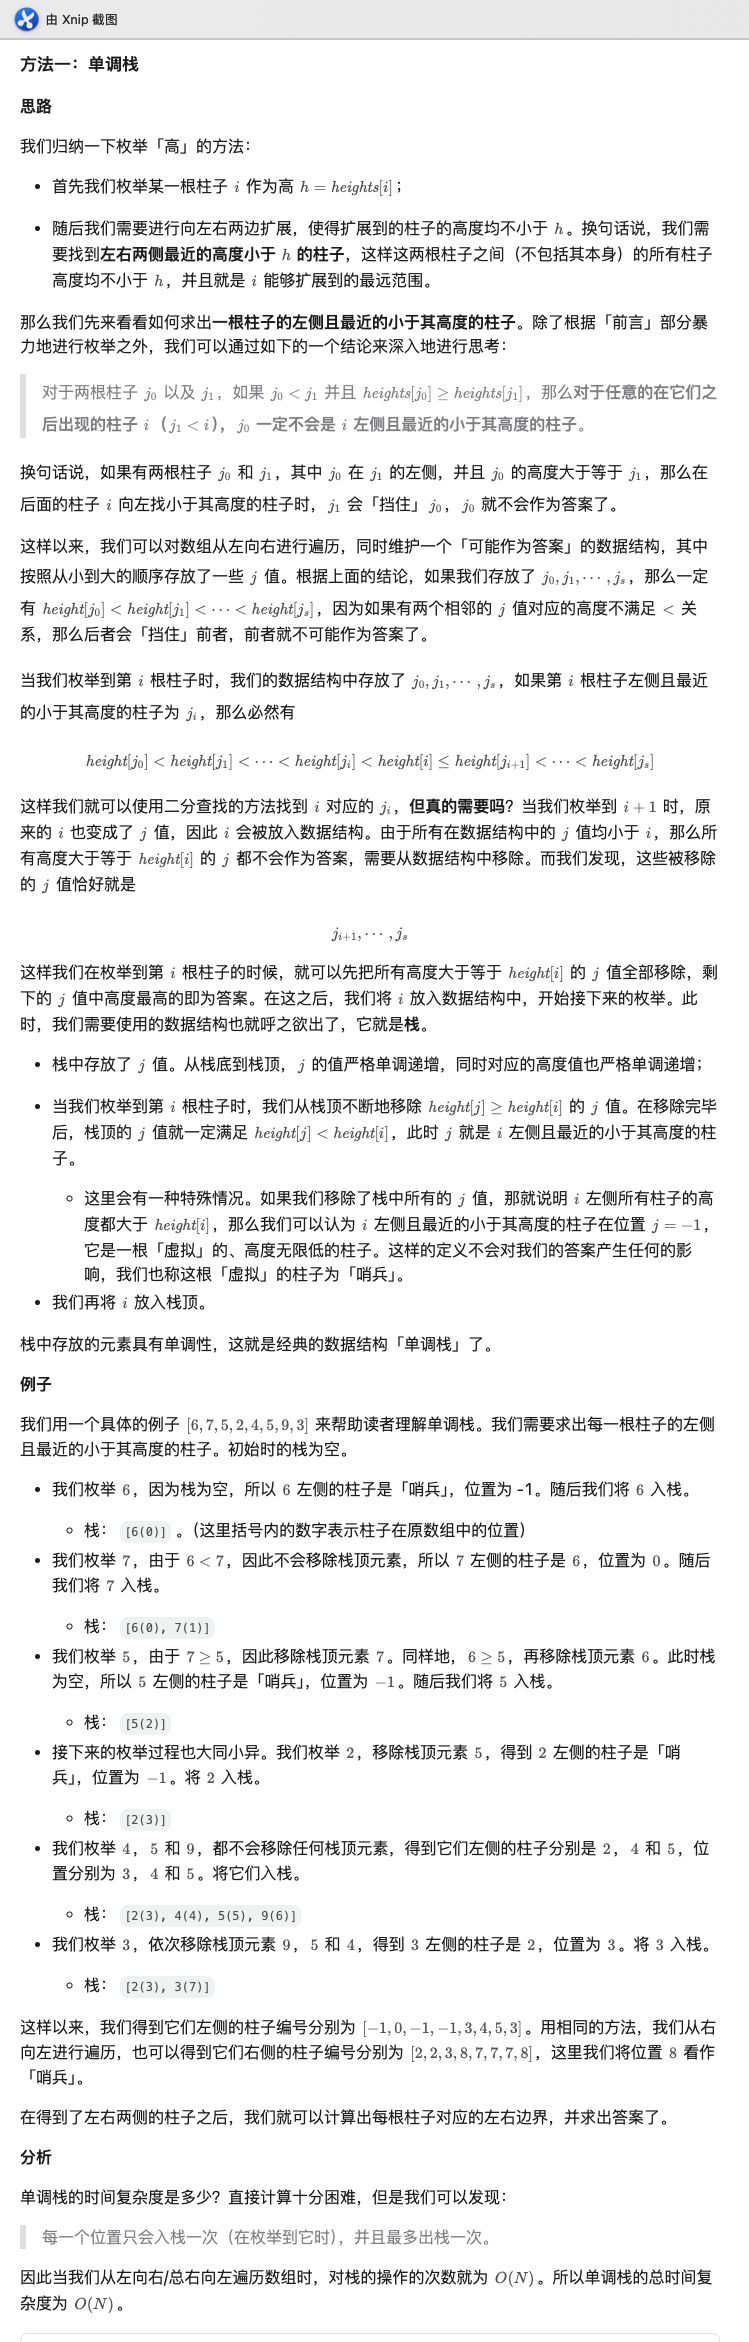 由 Xnip 截图
方法一：单调栈
思路
我们归纳一下枚举「高」的方法：
• 首先我们枚举某一根柱子 i 作为高 h = heights[i]；
• 随后我们需要进行向左右两边扩展，使得扩展到的柱子的高度均不小于 h。换句话说，我们需
要找到左右两侧最近的高度小于 h 的柱子，这样这两根柱子之间（不包括其本身）的所有柱子
高度均不小于 h，并且就是 i 能够扩展到的最远范围。
那么我们先来看看如何求出一根柱子的左侧且最近的小于其高度的柱子。除了根据「前言」部分暴
力地进行枚举之外，我们可以通过如下的一个结论来深入地进行思考：
对于两根柱子 j₀ 以及 j₁，如果 j₀ < j₁ 并且 heights[j₀] ≥ heights[j₁]，那么对于任意的在它们之
后出现的柱子 i（j₁ < i），j₀ 一定不会是 i 左侧且最近的小于其高度的柱子。
换句话说，如果有两根柱子 j₀ 和 j₁，其中 j₀ 在 j₁ 的左侧，并且 j₀ 的高度大于等于 j₁，那么在
后面的柱子 i 向左找小于其高度的柱子时，j₁ 会「挡住」j₀，j₀ 就不会作为答案了。
这样以来，我们可以对数组从左向右进行遍历，同时维护一个「可能作为答案」的数据结构，其中
按照从小到大的顺序存放了一些 j 值。根据上面的结论，如果我们存放了 j₀, j₁, ⋯ , jₛ，那么一定
有 height[j₀] < height[j₁] < ⋯ < height[jₛ]，因为如果有两个相邻的 j 值对应的高度不满足 < 关
系，那么后者会「挡住」前者，前者就不可能作为答案了。
当我们枚举到第 i 根柱子时，我们的数据结构中存放了 j₀, j₁, ⋯ , jₛ，如果第 i 根柱子左侧且最近
的小于其高度的柱子为 jᵢ，那么必然有
height[j₀] < height[j₁] < ⋯ < height[jᵢ] < height[i] ≤ height[jᵢ₊₁] < ⋯ < height[jₛ]
这样我们就可以使用二分查找的方法找到 i 对应的 jᵢ，但真的需要吗？当我们枚举到 i + 1 时，原
来的 i 也变成了 j 值，因此 i 会被放入数据结构。由于所有在数据结构中的 j 值均小于 i，那么所
有高度大于等于 height[i] 的 j 都不会作为答案，需要从数据结构中移除。而我们发现，这些被移除
的 j 值恰好就是
jᵢ₊₁, ⋯ , jₛ
这样我们在枚举到第 i 根柱子的时候，就可以先把所有高度大于等于 height[i] 的 j 值全部移除，剩
下的 j 值中高度最高的即为答案。在这之后，我们将 i 放入数据结构中，开始接下来的枚举。此
时，我们需要使用的数据结构也就呼之欲出了，它就是栈。
• 栈中存放了 j 值。从栈底到栈顶，j 的值严格单调递增，同时对应的高度值也严格单调递增；
• 当我们枚举到第 i 根柱子时，我们从栈顶不断地移除 height[j] ≥ height[i] 的 j 值。在移除完毕
后，栈顶的 j 值就一定满足 height[j] < height[i]，此时 j 就是 i 左侧且最近的小于其高度的柱
子。
◦ 这里会有一种特殊情况。如果我们移除了栈中所有的 j 值，那就说明 i 左侧所有柱子的高
度都大于 height[i]，那么我们可以认为 i 左侧且最近的小于其高度的柱子在位置 j = −1，
它是一根「虚拟」的、高度无限低的柱子。这样的定义不会对我们的答案产生任何的影
响，我们也称这根「虚拟」的柱子为「哨兵」。
• 我们再将 i 放入栈顶。
栈中存放的元素具有单调性，这就是经典的数据结构「单调栈」了。
例子
我们用一个具体的例子 [6, 7, 5, 2, 4, 5, 9, 3] 来帮助读者理解单调栈。我们需要求出每一根柱子的左侧
且最近的小于其高度的柱子。初始时的栈为空。
• 我们枚举 6，因为栈为空，所以 6 左侧的柱子是「哨兵」，位置为 -1。随后我们将 6 入栈。
◦ 栈： [6(0)] 。（这里括号内的数字表示柱子在原数组中的位置）
• 我们枚举 7，由于 6 < 7，因此不会移除栈顶元素，所以 7 左侧的柱子是 6，位置为 0。随后
我们将 7 入栈。
◦ 栈： [6(0), 7(1)]
• 我们枚举 5，由于 7 ≥ 5，因此移除栈顶元素 7。同样地，6 ≥ 5，再移除栈顶元素 6。此时栈
为空，所以 5 左侧的柱子是「哨兵」，位置为 −1。随后我们将 5 入栈。
◦ 栈： [5(2)]
• 接下来的枚举过程也大同小异。我们枚举 2，移除栈顶元素 5，得到 2 左侧的柱子是「哨
兵」，位置为 −1。将 2 入栈。
◦ 栈： [2(3)]
• 我们枚举 4，5 和 9，都不会移除任何栈顶元素，得到它们左侧的柱子分别是 2，4 和 5，位
置分别为 3，4 和 5。将它们入栈。
◦ 栈： [2(3), 4(4), 5(5), 9(6)]
• 我们枚举 3，依次移除栈顶元素 9，5 和 4，得到 3 左侧的柱子是 2，位置为 3。将 3 入栈。
◦ 栈： [2(3), 3(7)]
这样以来，我们得到它们左侧的柱子编号分别为 [−1, 0, −1, −1, 3, 4, 5, 3]。用相同的方法，我们从右
向左进行遍历，也可以得到它们右侧的柱子编号分别为 [2, 2, 3, 8, 7, 7, 7, 8]，这里我们将位置 8 看作
「哨兵」。
在得到了左右两侧的柱子之后，我们就可以计算出每根柱子对应的左右边界，并求出答案了。
分析
单调栈的时间复杂度是多少？直接计算十分困难，但是我们可以发现：
每一个位置只会入栈一次（在枚举到它时），并且最多出栈一次。
因此当我们从左向右/总右向左遍历数组时，对栈的操作的次数就为 O(N)。所以单调栈的总时间复
杂度为 O(N)。